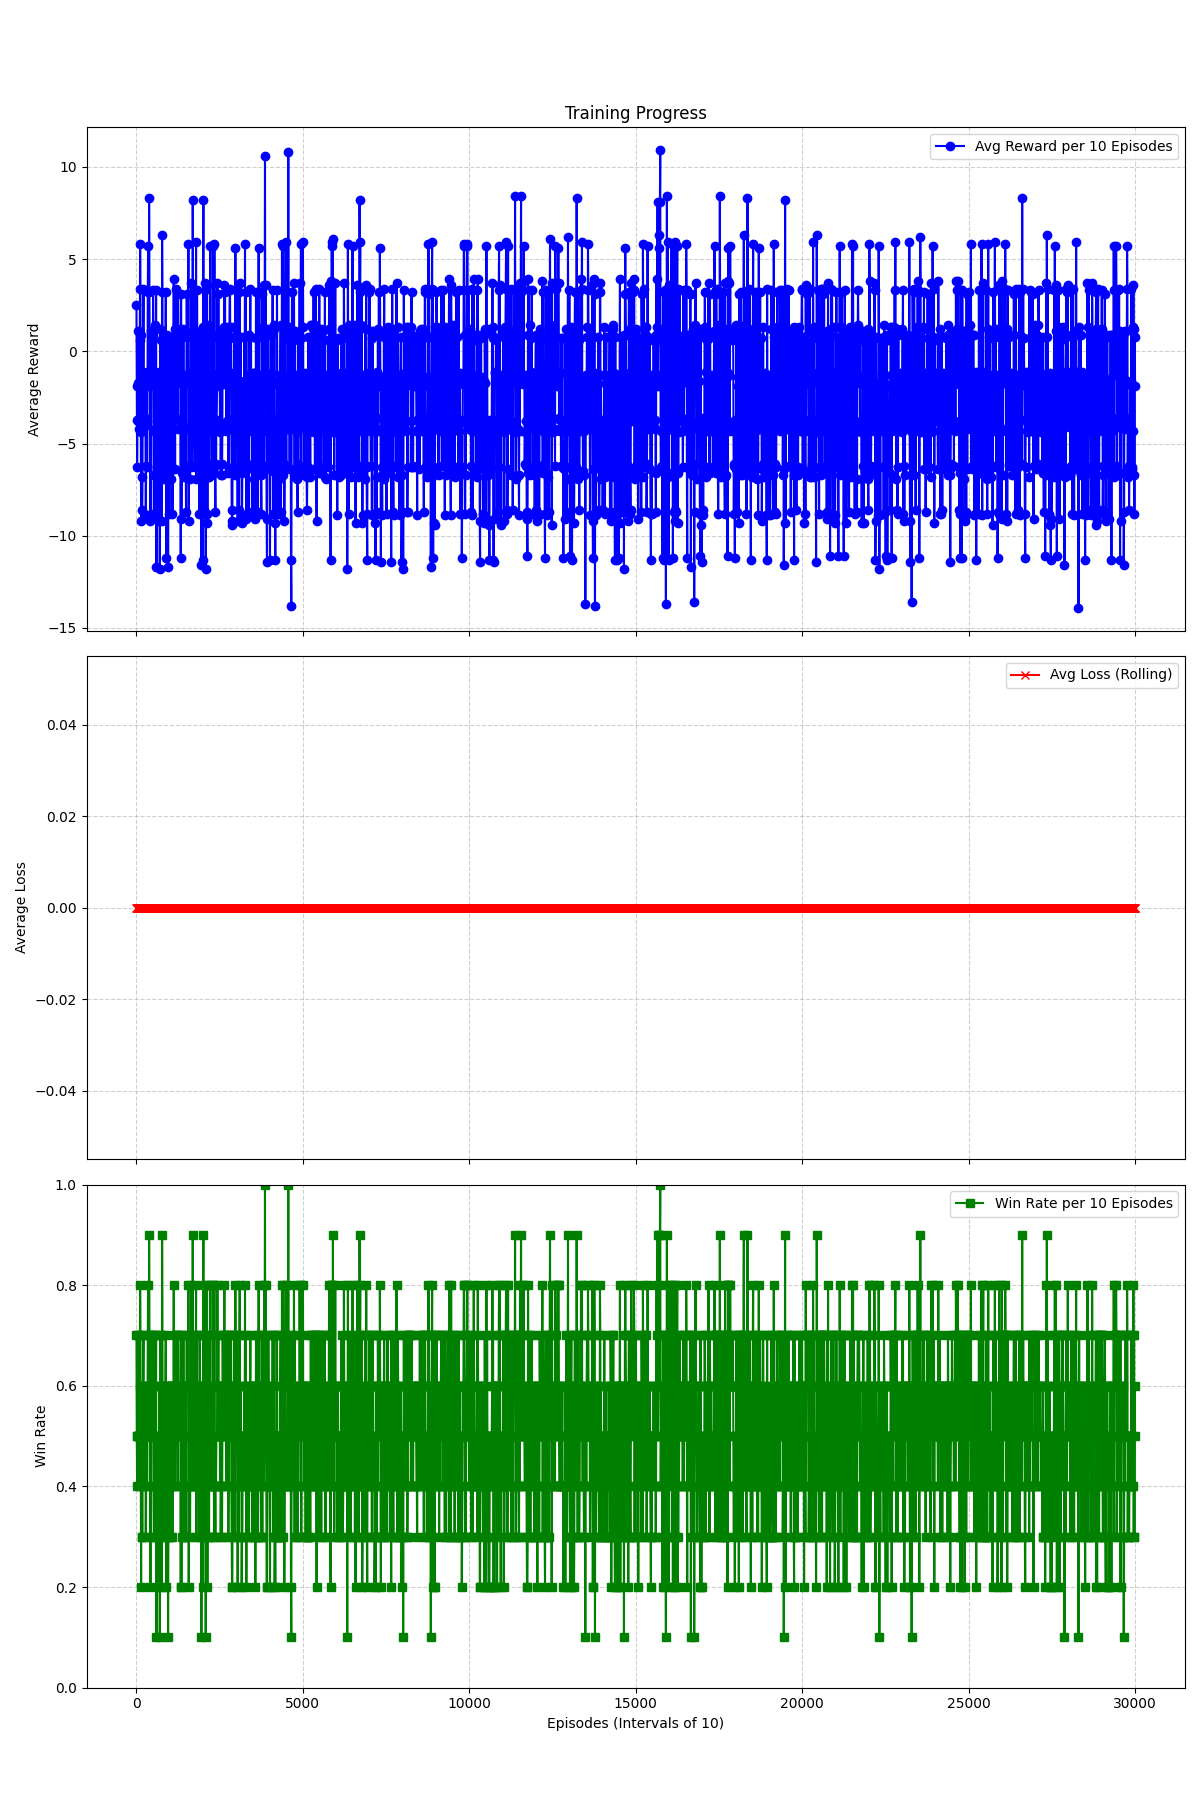 Training Progress
Avg Reward per 10 Episodes
10
5
0
−5
−10
−15
Average Reward
Avg Loss (Rolling)
0.04
0.02
0.00
−0.02
−0.04
Average Loss
Win Rate per 10 Episodes
1.0
0.8
0.6
0.4
0.2
0.0
Win Rate
0 5000 10000 15000 20000 25000 30000
Episodes (Intervals of 10)